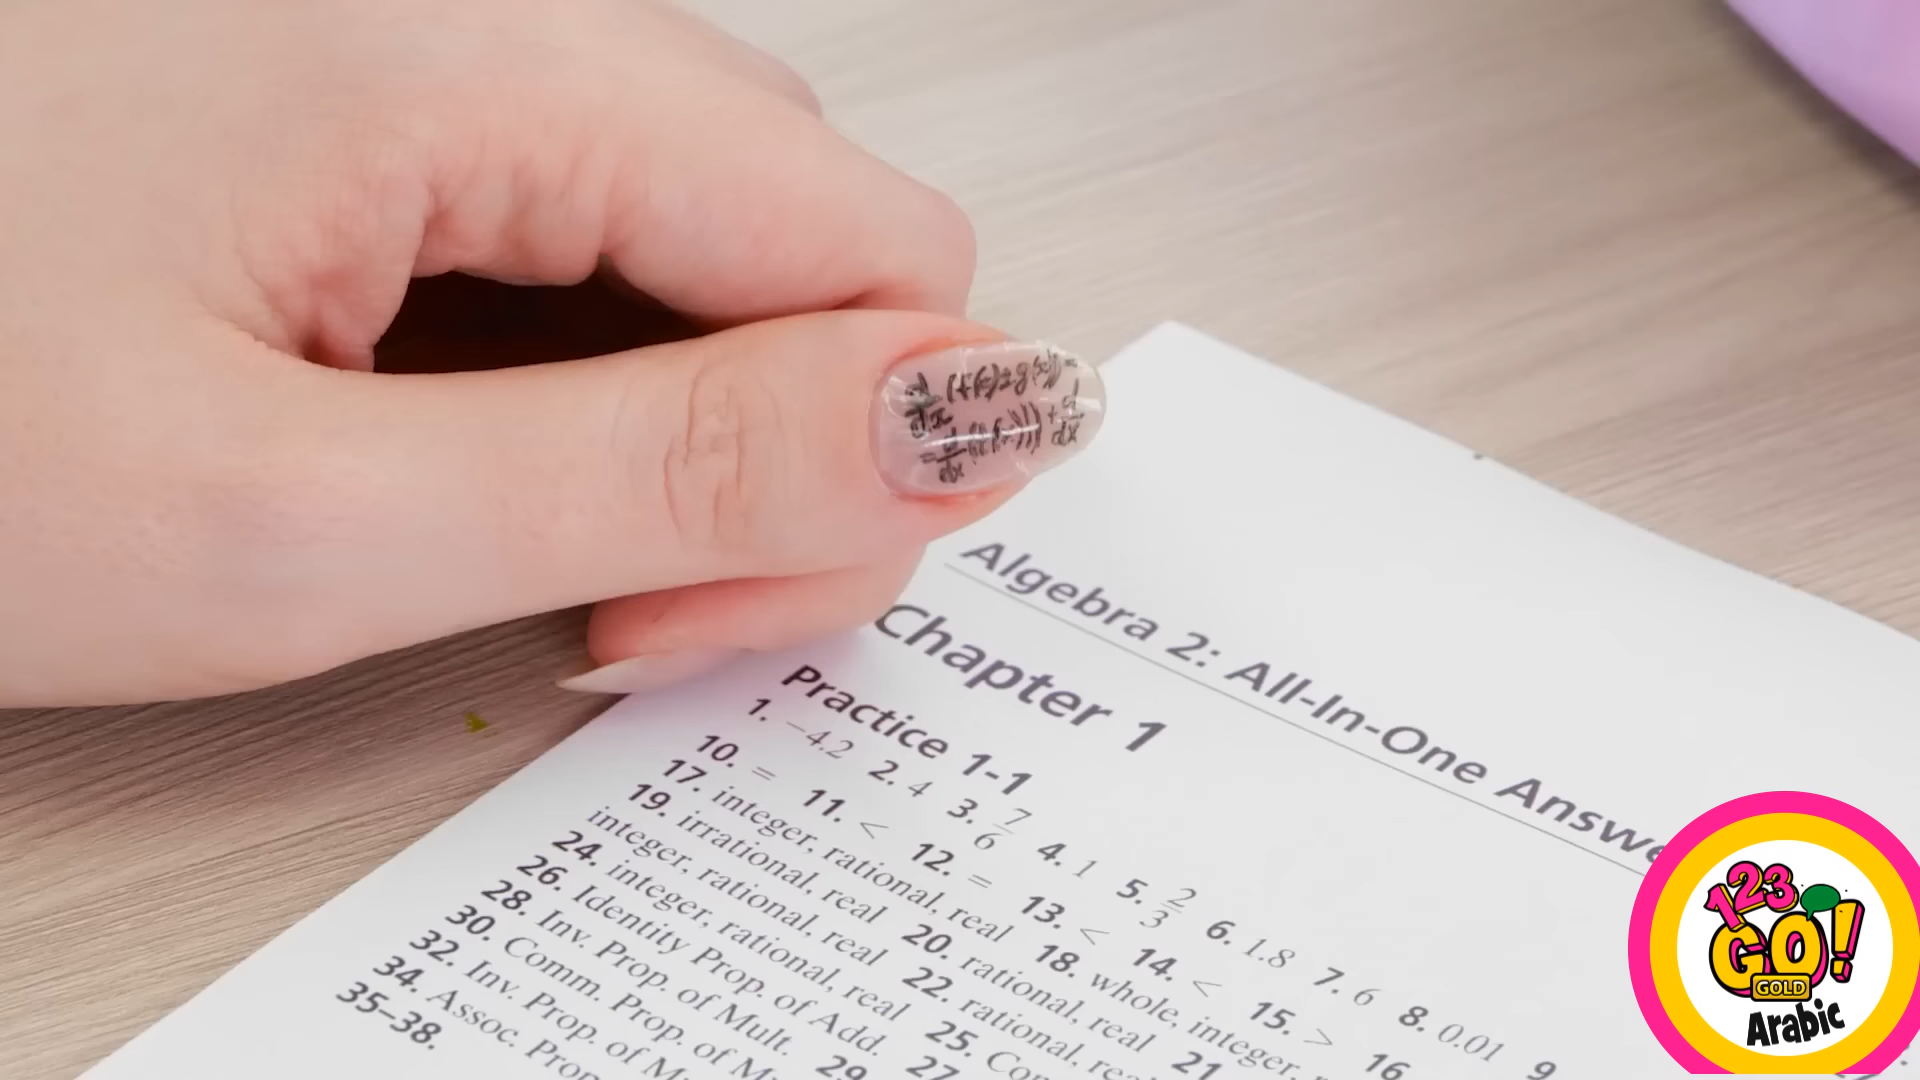 Algebra 2: All-In-One Answe
Chapter 1
Practice 1-1
1. −4.2 2. 4 3. 7/6 4. 1 5. 2/3 6. 1.8 7. 6 8. 0.01 9
10. = 11. < 12. = 13. < 14. < 15. > 16
17. integer, rational, real 18. whole, integer, r
19. irrational, real 20. rational, real 21
integer, rational, real 22. rational, rea
24. integer, rational, real 25. Con
26. Identity Prop. of Add. 27
28. Inv. Prop. of Mult. 29
30. Comm. Prop. of M
32. Inv. Prop. of M
34. Assoc. Prop
35–38.
123
GO!
GOLD
Arabic